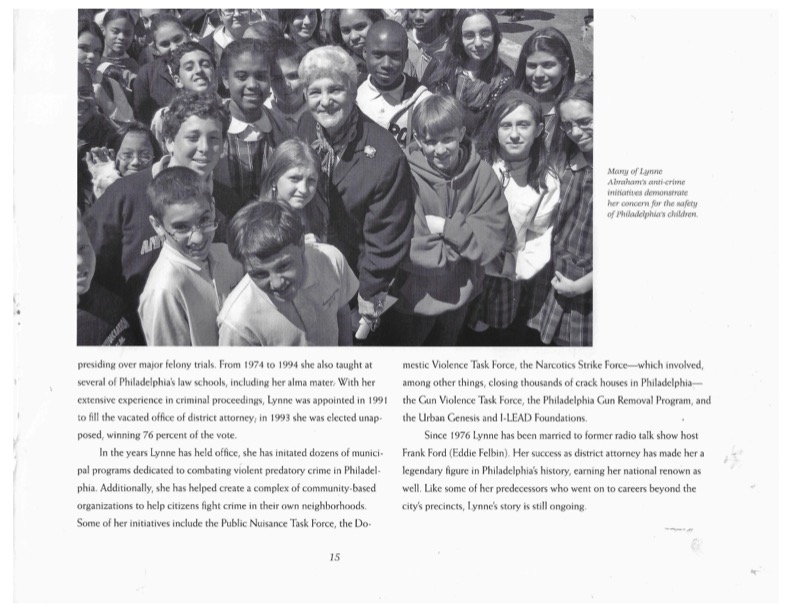 Many of Lynne
Abraham's anti-crime
initiatives demonstrate
her concern for the safety
of Philadelphia's children.
presiding over major felony trials. From 1974 to 1994 she also taught at
several of Philadelphia's law schools, including her alma mater. With her
extensive experience in criminal proceedings, Lynne was appointed in 1991
to fill the vacated office of district attorney; in 1993 she was elected unap-
posed, winning 76 percent of the vote.
In the years Lynne has held office, she has initated dozens of munici-
pal programs dedicated to combating violent predatory crime in Philadel-
phia. Additionally, she has helped create a complex of community-based
organizations to help citizens fight crime in their own neighborhoods.
Some of her initiatives include the Public Nuisance Task Force, the Do-
mestic Violence Task Force, the Narcotics Strike Force—which involved,
among other things, closing thousands of crack houses in Philadelphia—
the Gun Violence Task Force, the Philadelphia Gun Removal Program, and
the Urban Genesis and I-LEAD Foundations.
Since 1976 Lynne has been married to former radio talk show host
Frank Ford (Eddie Felbin). Her success as district attorney has made her a
legendary figure in Philadelphia's history, earning her national renown as
well. Like some of her predecessors who went on to careers beyond the
city's precincts, Lynne's story is still ongoing.
15